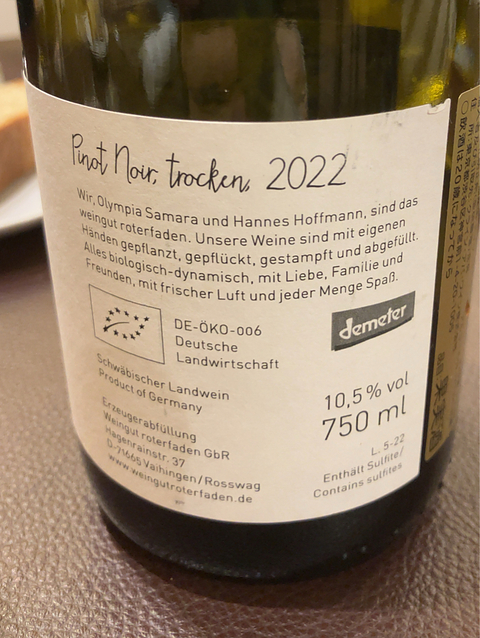 Pinot Noir, trocken, 2022
Wir, Olympia Samara und Hannes Hoffmann, sind das
weingut roterfaden. Unsere Weine sind mit eigenen
Händen gepflanzt, gepflückt, gestampft und abgefüllt.
Alles biologisch-dynamisch, mit Liebe, Familie und
Freunden, mit frischer Luft und jeder Menge Spaß.
DE-ÖKO-006
Deutsche
Landwirtschaft
demeter
Schwäbischer Landwein
Product of Germany
Erzeugerabfüllung
Weingut roterfaden GbR
Hagenrainstr. 37
D-71665 Vaihingen/Rosswag
www.weingutroterfaden.de
10,5 % vol
750 ml
L. 5-22
Enthält Sulfite/
Contains sulfites